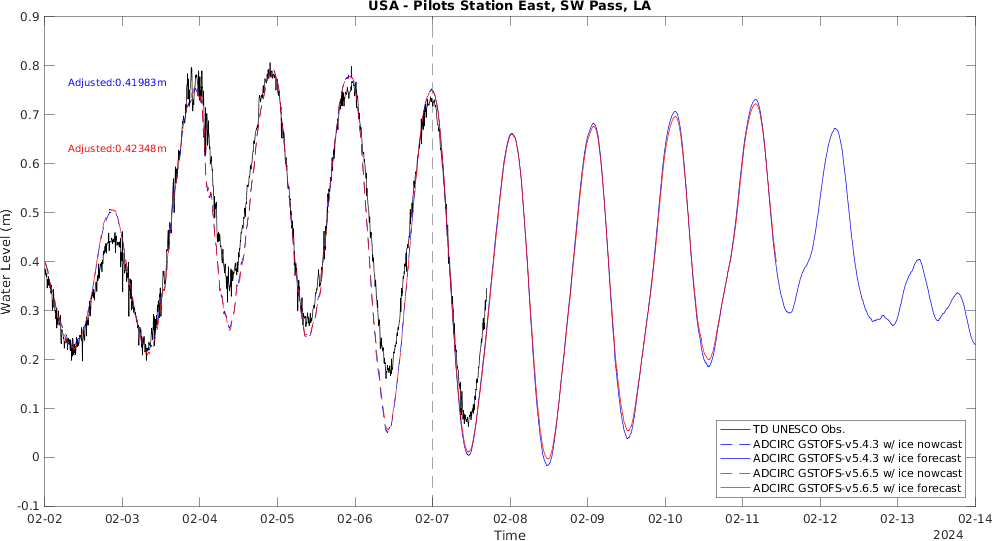 USA - Pilots Station East, SW Pass, LA
0.9
0.8
0.7
0.6
0.5
0.4
0.3
0.2
0.1
0
-0.1
Water Level (m)
Adjusted:0.41983m
Adjusted:0.42348m
TD UNESCO Obs.
ADCIRC GSTOFS-v5.4.3 w/ ice nowcast
ADCIRC GSTOFS-v5.4.3 w/ ice forecast
ADCIRC GSTOFS-v5.6.5 w/ ice nowcast
ADCIRC GSTOFS-v5.6.5 w/ ice forecast
02-02 02-03 02-04 02-05 02-06 02-07 02-08 02-09 02-10 02-11 02-12 02-13 02-14
Time
2024